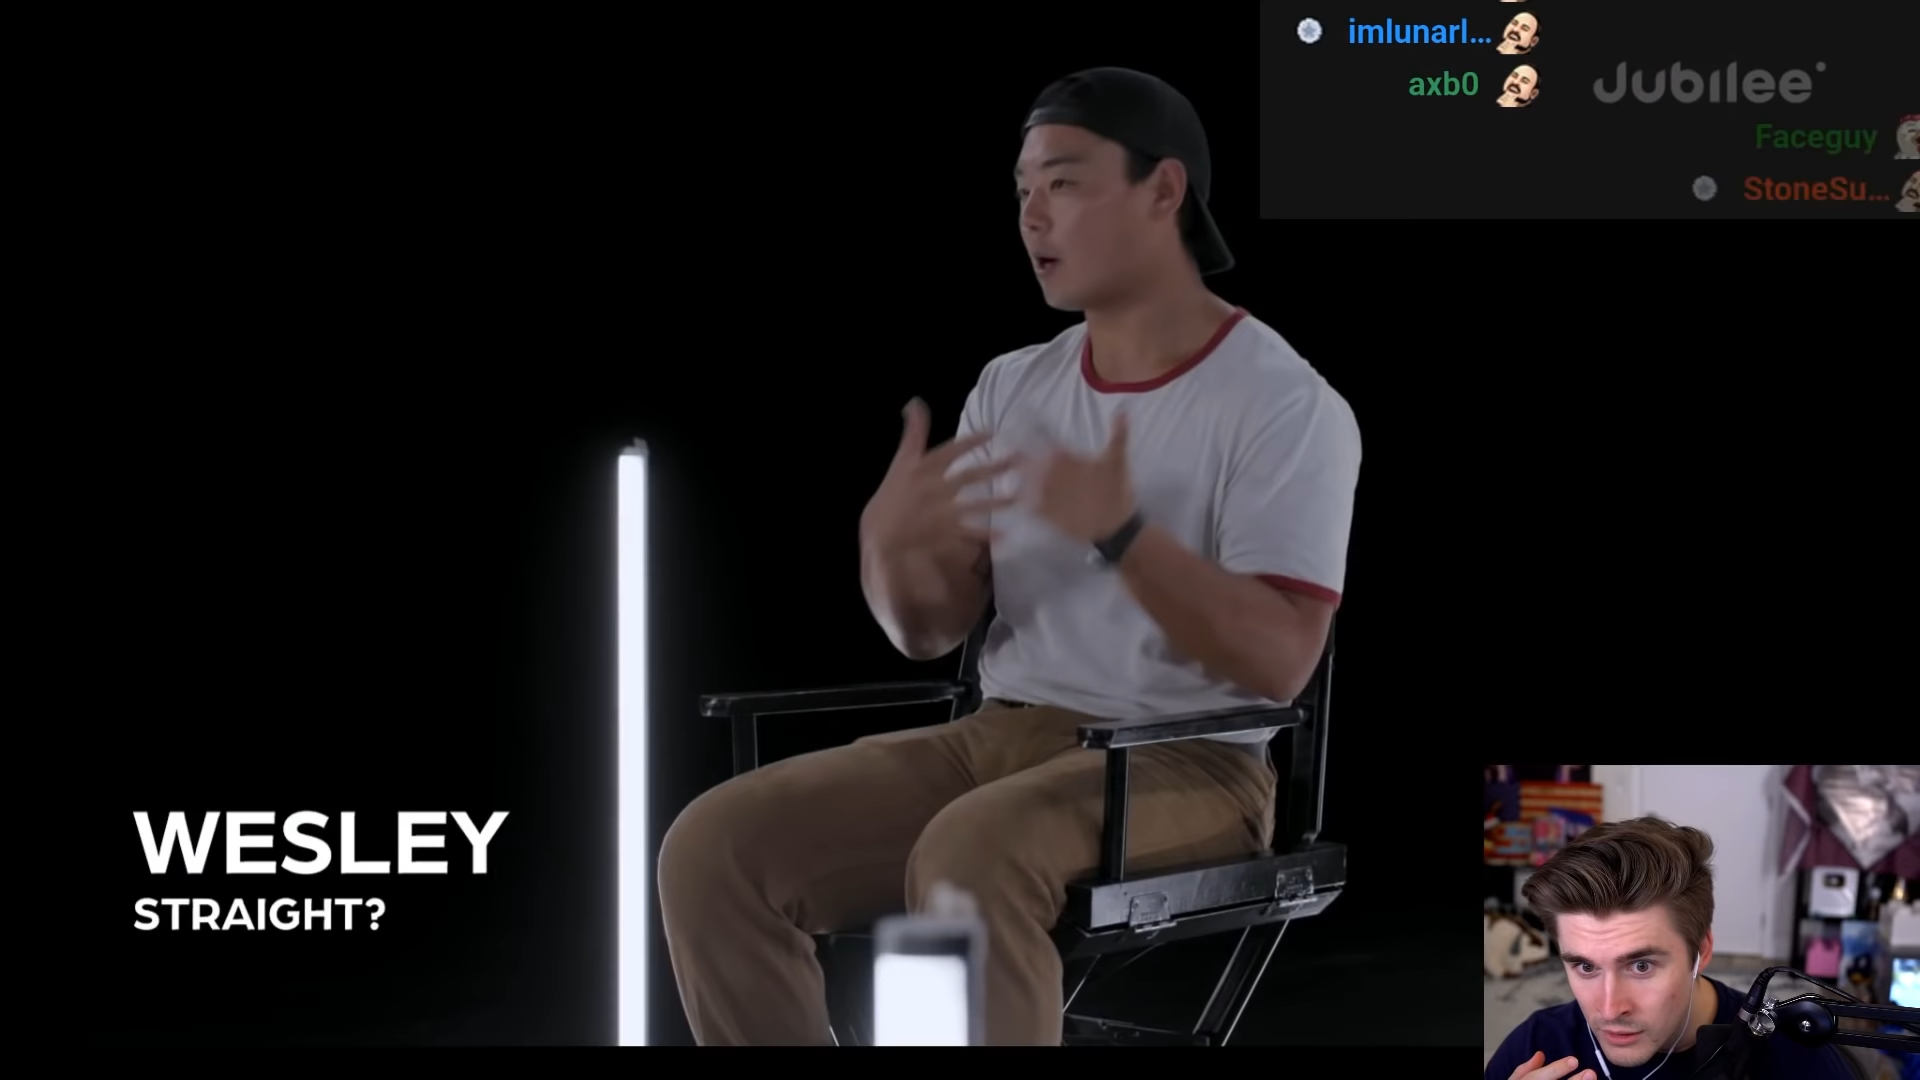 imlunarl...
axb0
Jubilee
Faceguy
StoneSu...
WESLEY
STRAIGHT?